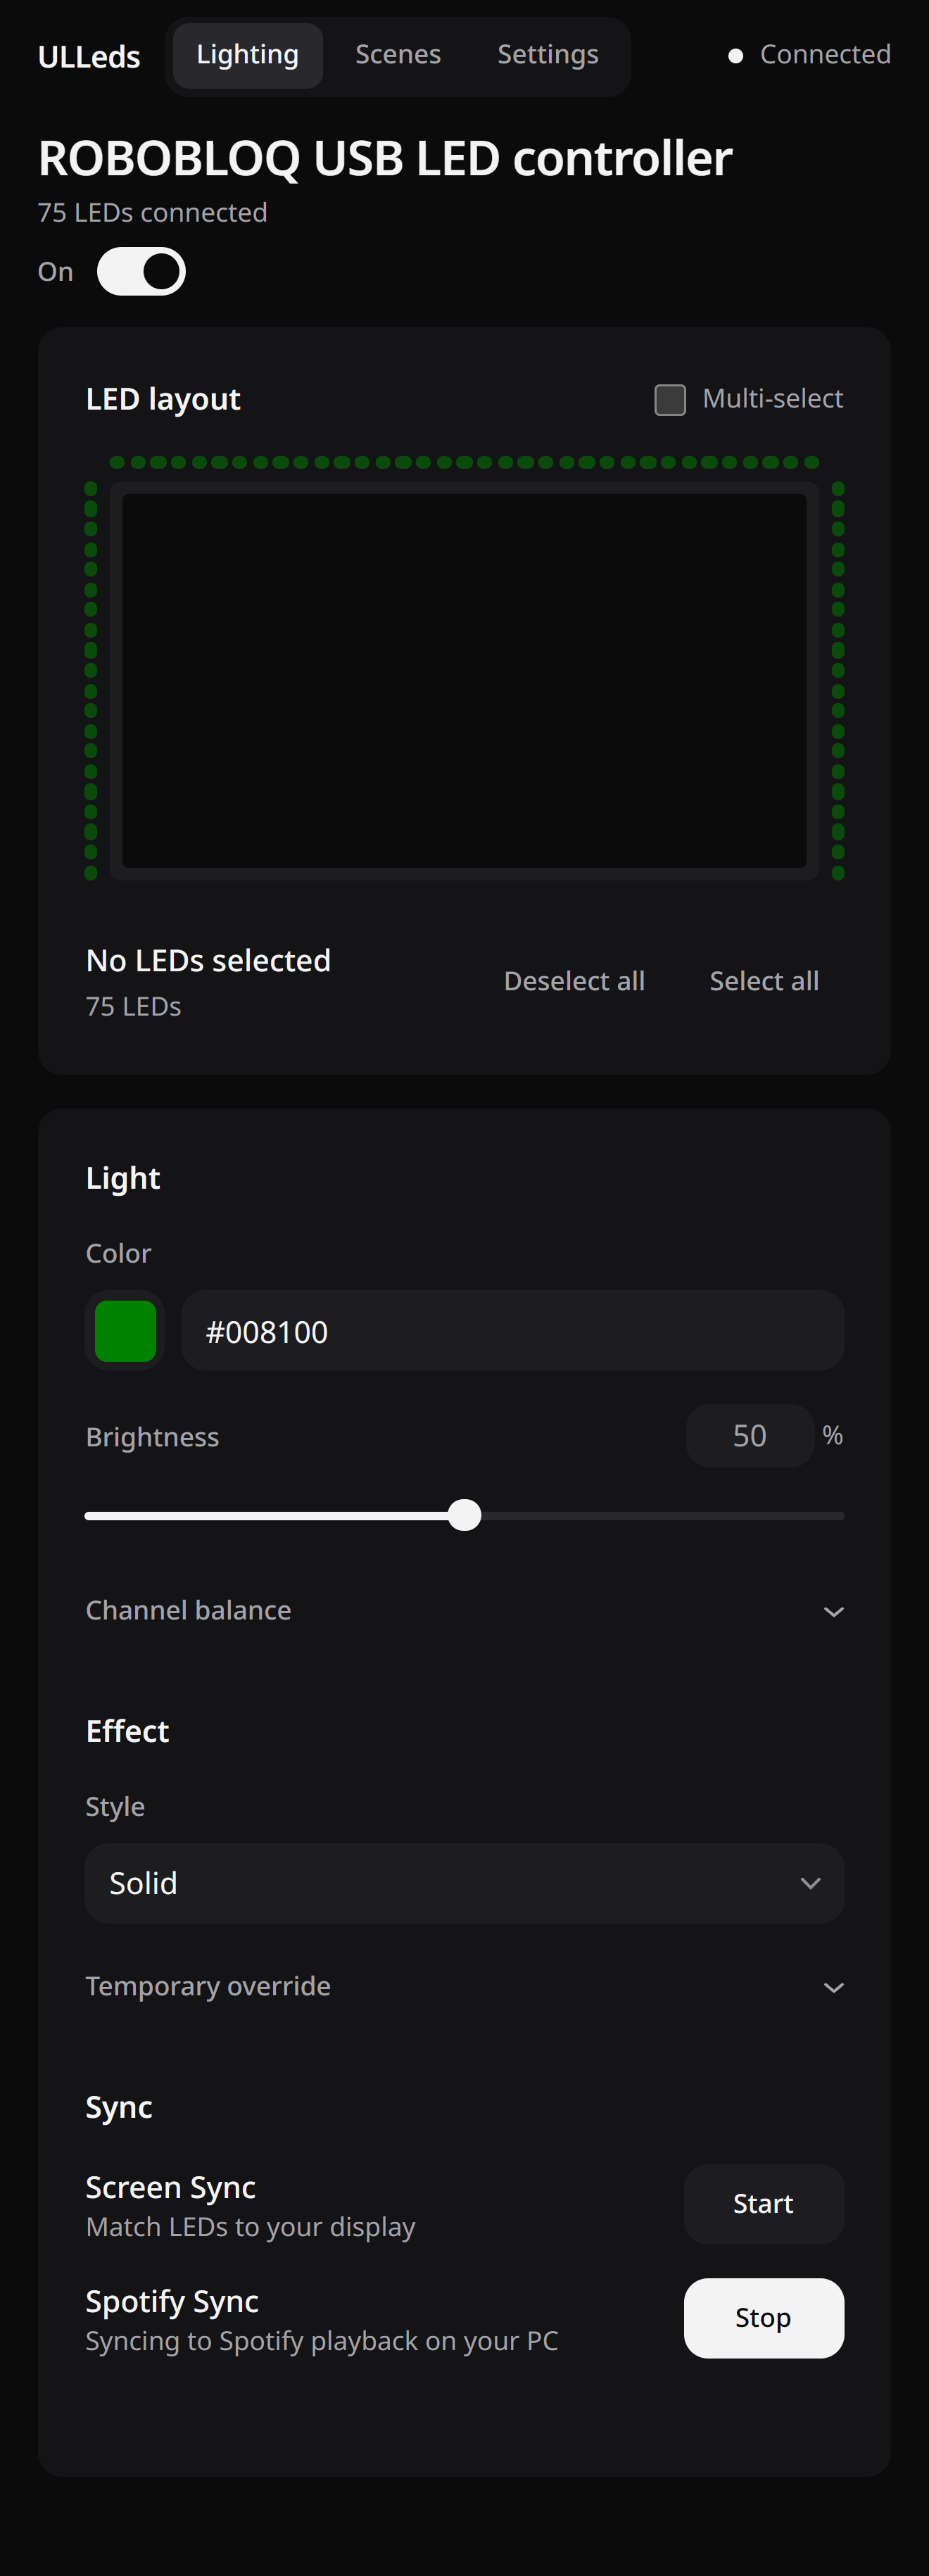 ULLeds
Lighting
Scenes
Settings
Connected
ROBOBLOQ USB LED controller
75 LEDs connected
On
LED layout
Multi-select
No LEDs selected
75 LEDs
Deselect all
Select all
Light
Color
#008100
Brightness
50
%
Channel balance
Effect
Style
Solid
Temporary override
Sync
Screen Sync
Match LEDs to your display
Start
Spotify Sync
Syncing to Spotify playback on your PC
Stop